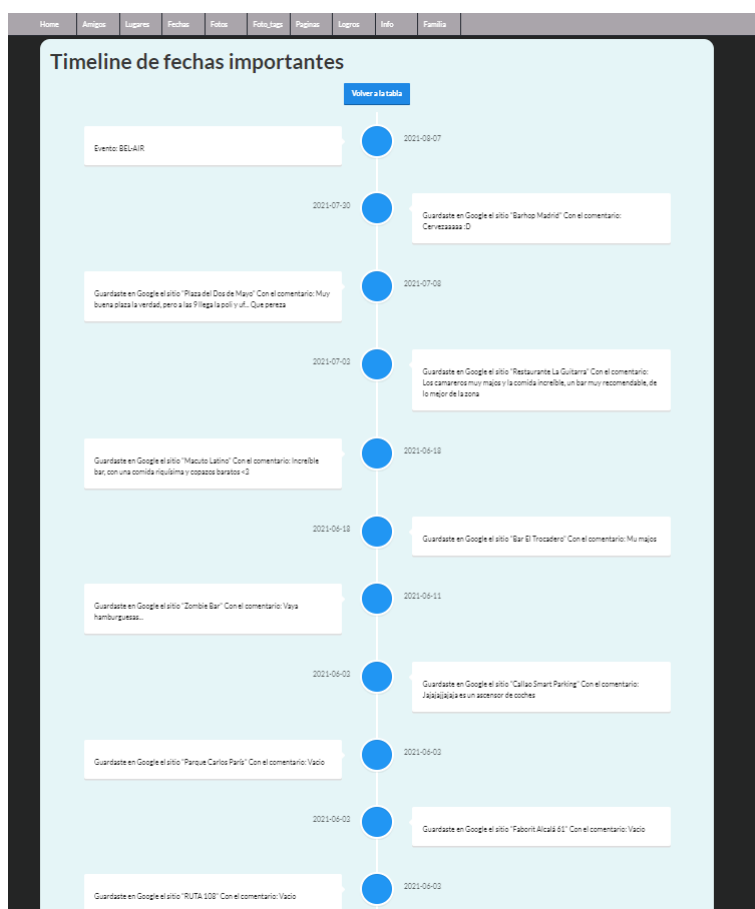 Home Amigos Lugares Fechas Fotos Foto_tags Paginas Logros Info Familia
Timeline de fechas importantes
Volver a la tabla
2021-08-07
Evento: BEL-AIR
2021-07-30
Guardaste en Google el sitio "Barhop Madrid" Con el comentario:
Cervezaaaaa :D
2021-07-08
Guardaste en Google el sitio "Plaza del Dos de Mayo" Con el comentario: Muy
buena plaza la verdad, pero a las 9 llega la poli y uf... Que pereza
2021-07-03
Guardaste en Google el sitio "Restaurante La Guitarra" Con el comentario:
Los camareros muy majos y la comida increíble, un bar muy recomendable, de
lo mejor de la zona
2021-06-18
Guardaste en Google el sitio "Macuto Latino" Con el comentario: Increíble
bar, con una comida riquísima y copazos baratos <3
2021-06-18
Guardaste en Google el sitio "Bar El Trocadero" Con el comentario: Mu majos
2021-06-11
Guardaste en Google el sitio "Zombie Bar" Con el comentario: Vaya
hamburguesas...
2021-06-03
Guardaste en Google el sitio "Callao Smart Parking" Con el comentario:
Jajajajjajaja es un ascensor de coches
2021-06-03
Guardaste en Google el sitio "Parque Carlos París" Con el comentario: Vacio
2021-06-03
Guardaste en Google el sitio "Faborit Alcalá 61" Con el comentario: Vacio
2021-06-03
Guardaste en Google el sitio "RUTA 108" Con el comentario: Vacio